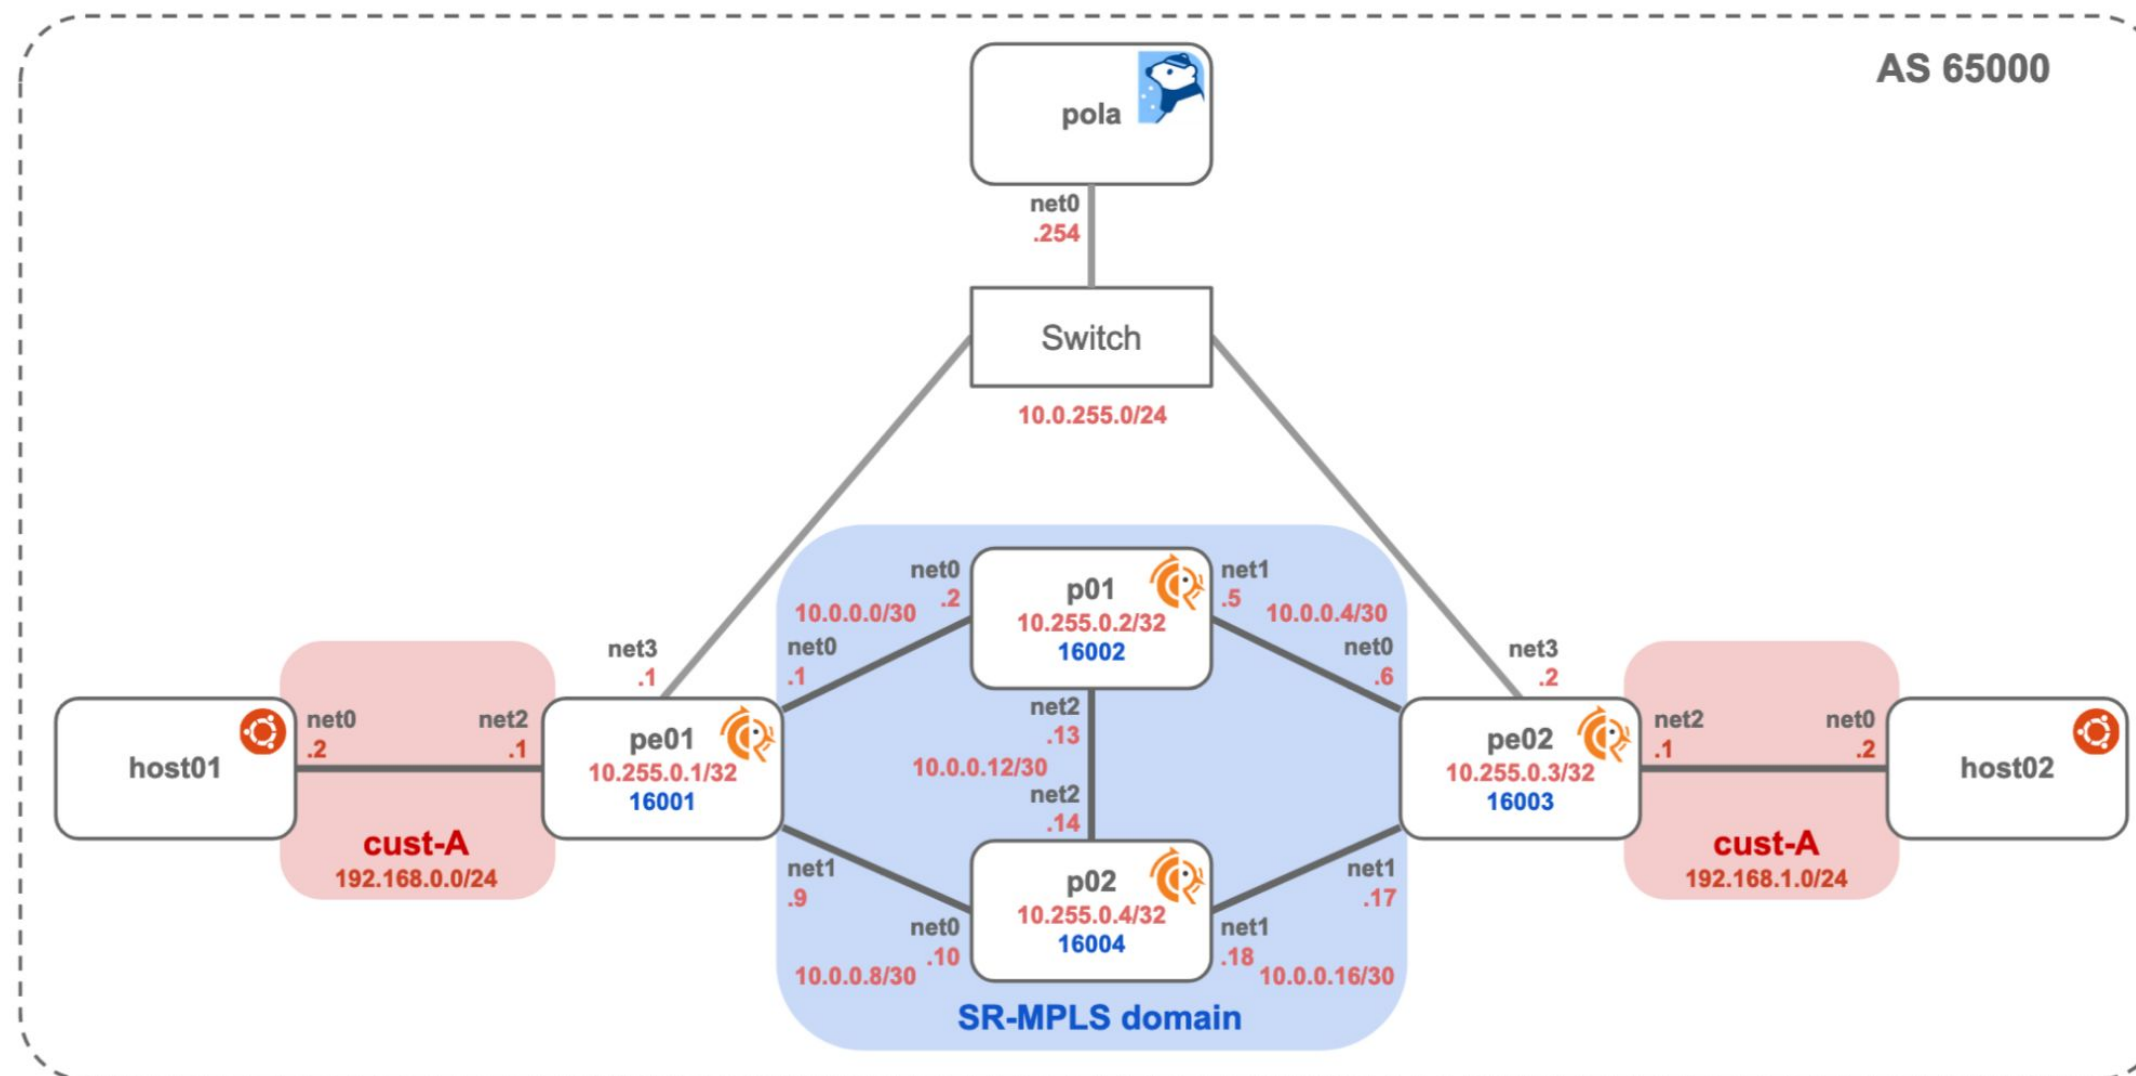 AS 65000
pola
net0
.254
Switch
10.0.255.0/24
net0
.2
10.0.0.0/30
net0
.1
p01
10.255.0.2/32
16002
net1
.5
10.0.0.4/30
net0
.6
net3
.1
net3
.2
host01
net0
.2
net2
.1
cust-A
192.168.0.0/24
pe01
10.255.0.1/32
16001
net2
.13
10.0.0.12/30
net2
.14
pe02
10.255.0.3/32
16003
net2
.1
net0
.2
cust-A
192.168.1.0/24
host02
net1
.9
net0
.10
10.0.0.8/30
p02
10.255.0.4/32
16004
net1
.17
net1
.18
10.0.0.16/30
SR-MPLS domain